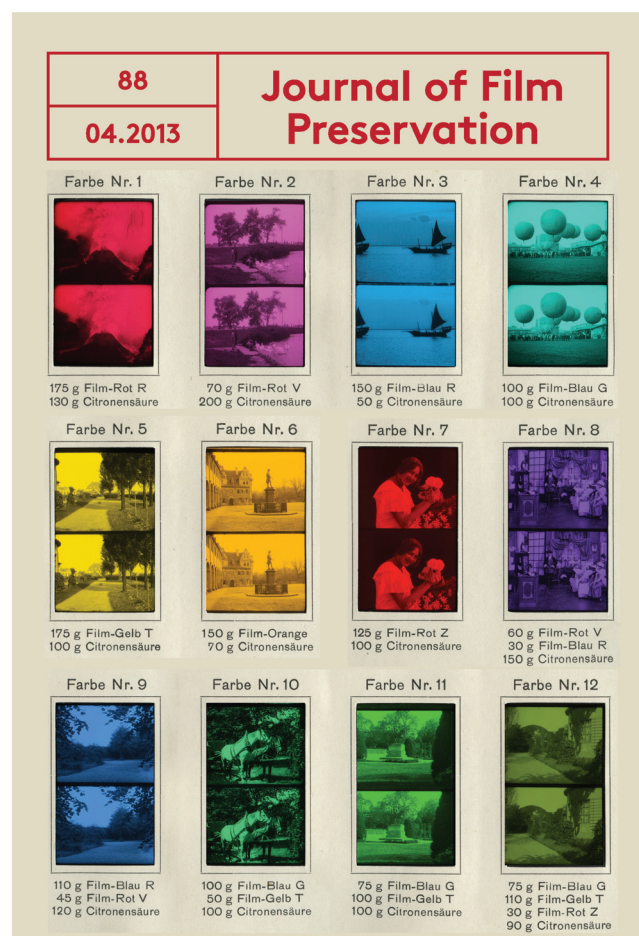 88
04.2013
Journal of Film
Preservation
Farbe Nr. 1
Farbe Nr. 2
Farbe Nr. 3
Farbe Nr. 4
175 g Film-Rot R
130 g Citronensäure
70 g Film-Rot V
200 g Citronensäure
150 g Film-Blau R
50 g Citronensäure
100 g Film-Blau G
100 g Citronensäure
Farbe Nr. 5
Farbe Nr. 6
Farbe Nr. 7
Farbe Nr. 8
175 g Film-Gelb T
100 g Citronensäure
150 g Film-Orange
70 g Citronensäure
125 g Film-Rot Z
100 g Citronensäure
60 g Film-Rot V
30 g Film-Blau R
150 g Citronensäure
Farbe Nr. 9
Farbe Nr. 10
Farbe Nr. 11
Farbe Nr. 12
110 g Film-Blau R
45 g Film-Rot V
120 g Citronensäure
100 g Film-Blau G
50 g Film-Gelb T
100 g Citronensäure
75 g Film-Blau G
100 g Film-Gelb T
100 g Citronensäure
75 g Film-Blau G
110 g Film-Gelb T
30 g Film-Rot Z
90 g Citronensäure